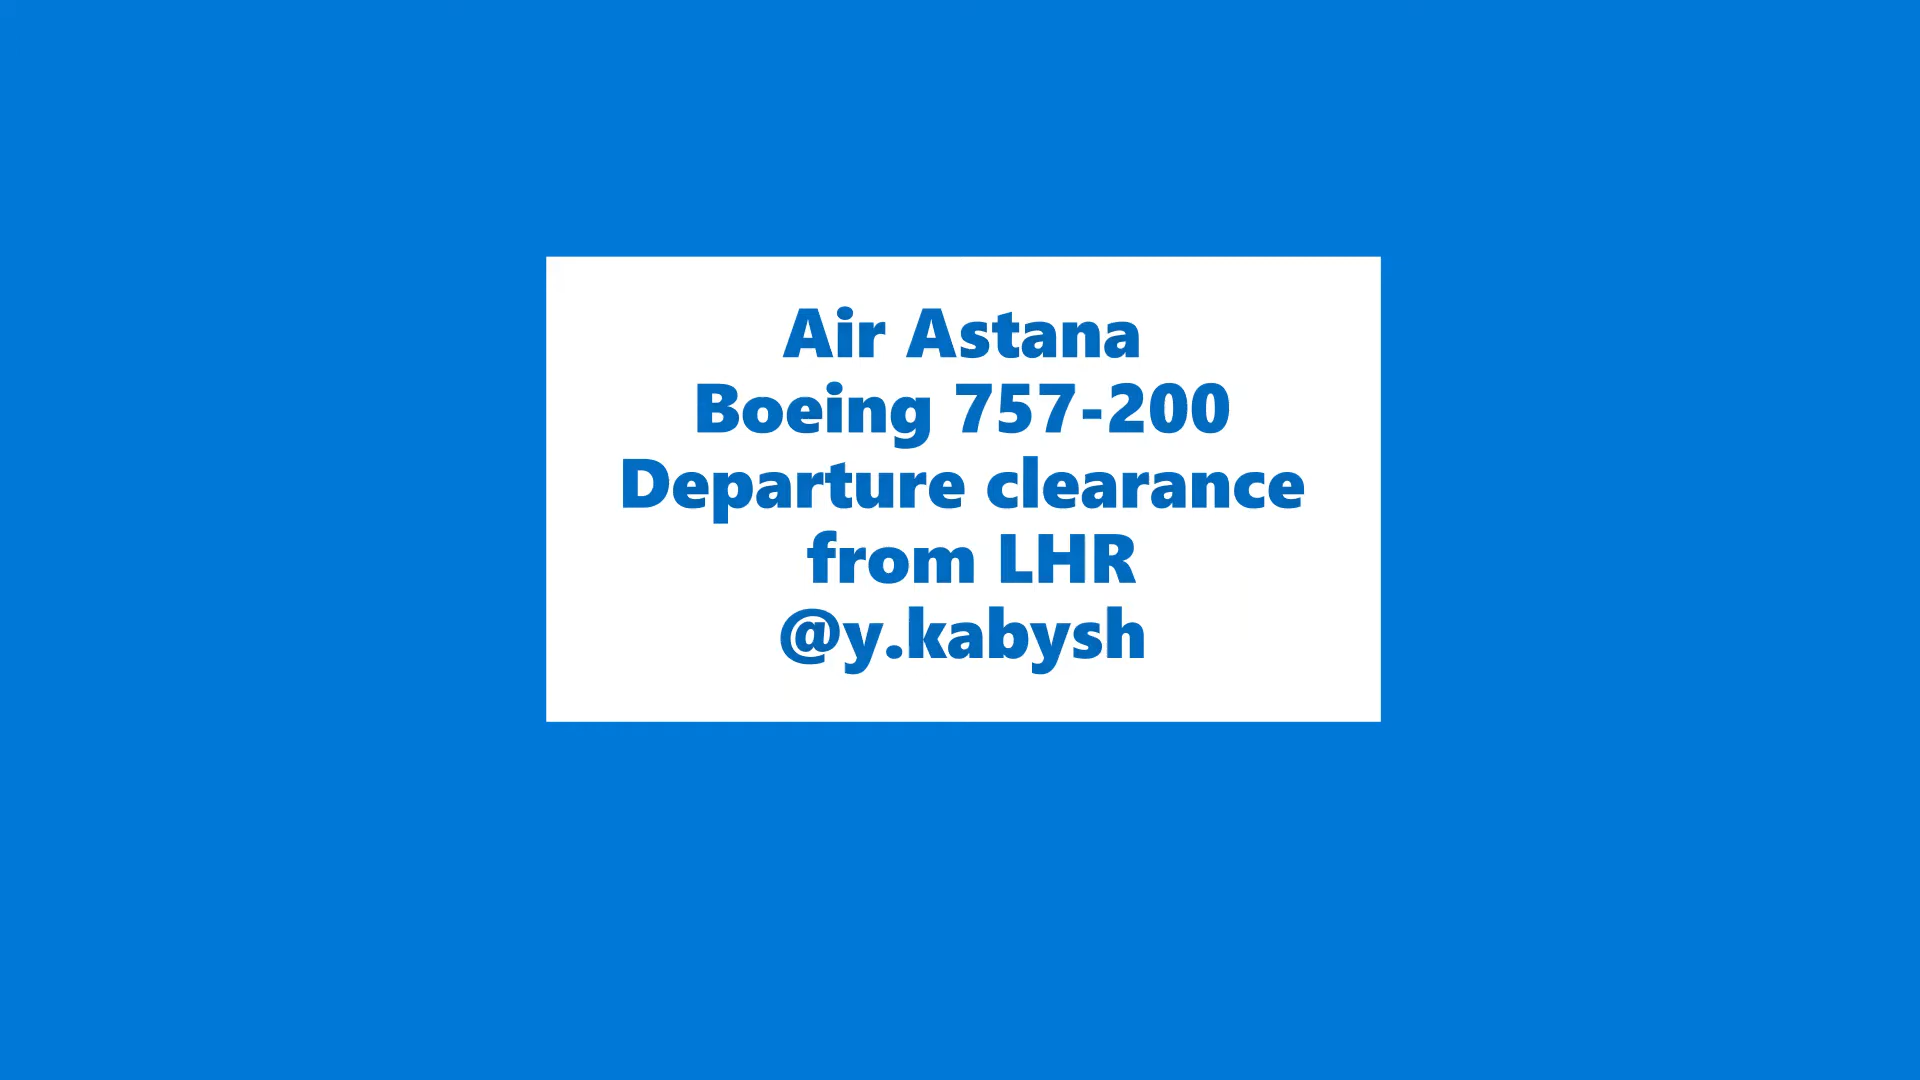 Air Astana
Boeing 757-200
Departure clearance
from LHR
@y.kabysh